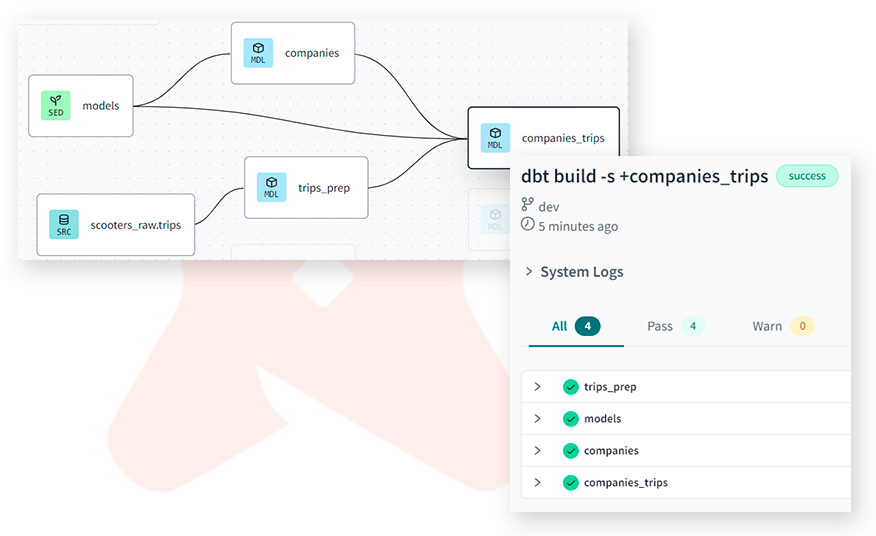 companies
MDL
models
SED
companies_trips
MDL
trips_prep
MDL
scooters_raw.trips
SRC
MDL
dbt build -s +companies_trips
success
dev
5 minutes ago
System Logs
All 4
Pass 4
Warn 0
trips_prep
models
companies
companies_trips